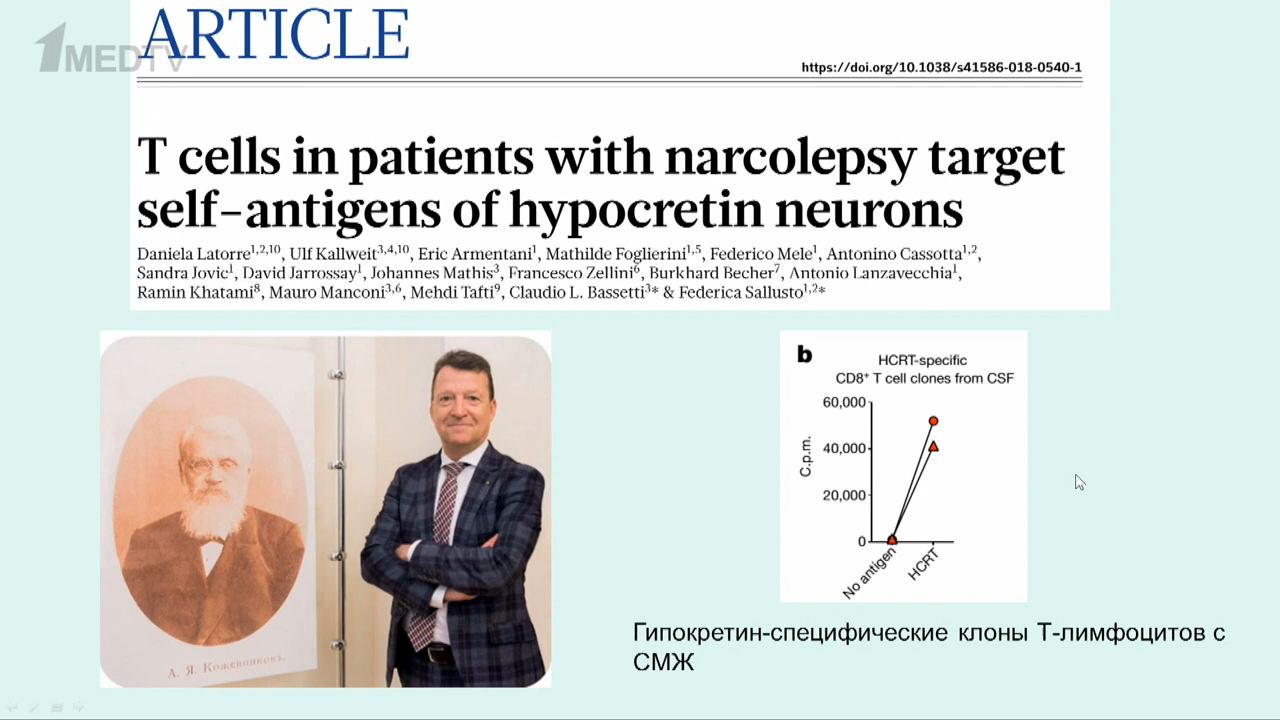 1MEDTV
ARTICLE
https://doi.org/10.1038/s41586-018-0540-1
T cells in patients with narcolepsy target
self-antigens of hypocretin neurons
Daniela Latorre1,2,10, Ulf Kallweit3,4,10, Eric Armentani1, Mathilde Foglierini1,5, Federico Mele1, Antonino Cassotta1,2,
Sandra Jovic1, David Jarrossay1, Johannes Mathis3, Francesco Zellini6, Burkhard Becher7, Antonio Lanzavecchia1,
Ramin Khatami8, Mauro Manconi3,6, Mehdi Tafti9, Claudio L. Bassetti3* & Federica Sallusto1,2*
А. Я. Кожевниковъ.
b
HCRT-specific
CD8+ T cell clones from CSF
60,000
40,000
20,000
0
C.p.m.
No antigen
HCRT
Гипокретин-специфические клоны Т-лимфоцитов с
СМЖ